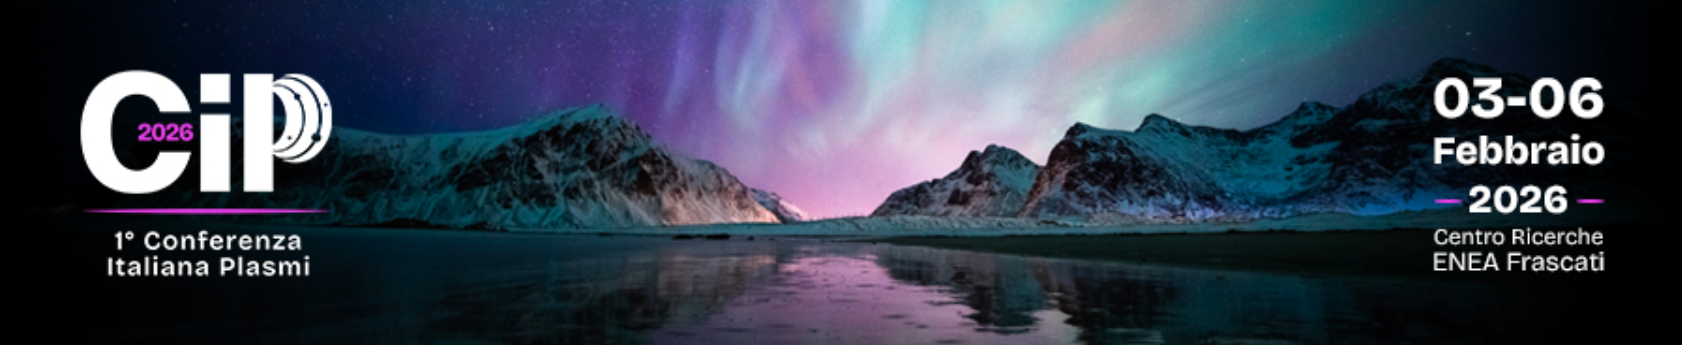 CiP
2026
1° Conferenza
Italiana Plasmi
03-06
Febbraio
2026
Centro Ricerche
ENEA Frascati